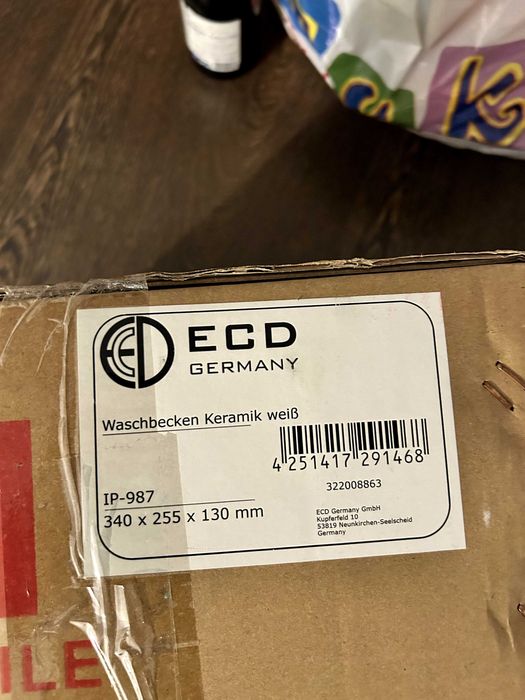 ECD
GERMANY
Waschbecken Keramik weiß
4 251417 291468
322008863
IP-987
340 x 255 x 130 mm
ECD Germany GmbH
Kupferfeld 10
53819 Neunkirchen-Seelscheid
Germany